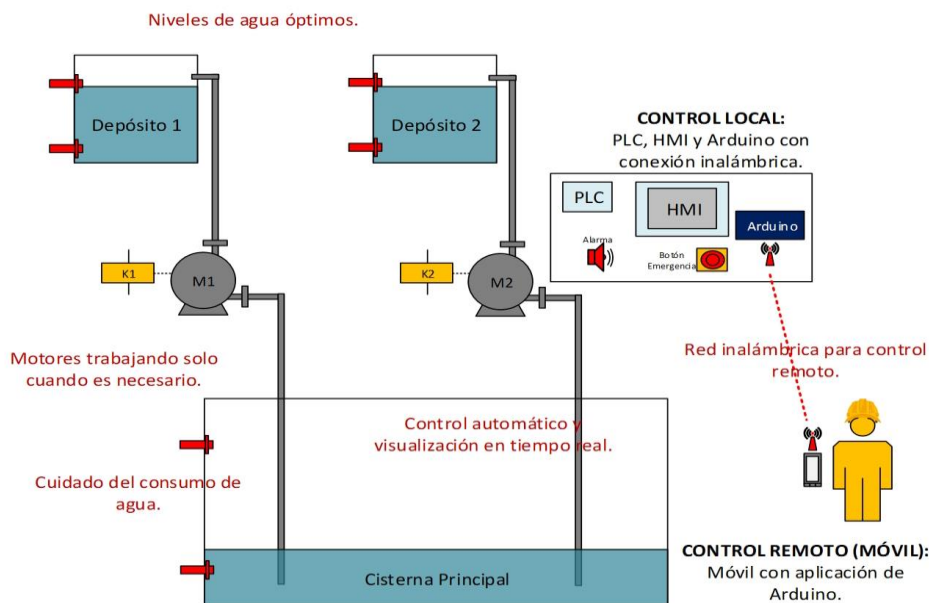 Niveles de agua óptimos.
Depósito 1
Depósito 2
CONTROL LOCAL:
PLC, HMI y Arduino con
conexión inalámbrica.
PLC
HMI
Arduino
Alarma
Botón
Emergencia
K1
M1
K2
M2
Motores trabajando solo
cuando es necesario.
Red inalámbrica para control
remoto.
Control automático y
visualización en tiempo real.
Cuidado del consumo de
agua.
Cisterna Principal
CONTROL REMOTO (MÓVIL):
Móvil con aplicación de
Arduino.